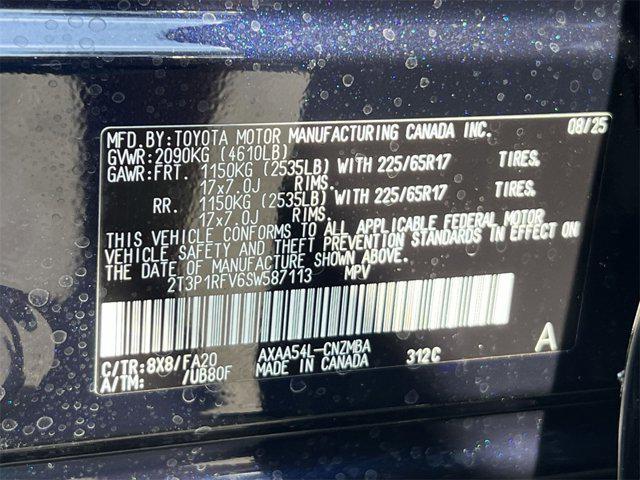 MFD. BY: TOYOTA MOTOR MANUFACTURING CANADA INC. 08/25
GVWR: 2090KG (4610LB)
GAWR: FRT. 1150KG (2535LB) WITH 225/65R17 TIRES,
17x7.0J RIMS.
RR. 1150KG (2535LB) WITH 225/65R17 TIRES,
17x7.0J RIMS.
THIS VEHICLE CONFORMS TO ALL APPLICABLE FEDERAL MOTOR
VEHICLE SAFETY AND THEFT PREVENTION STANDARDS IN EFFECT ON
THE DATE OF MANUFACTURE SHOWN ABOVE.
2T3P1RFV6SW587113 MPV
C/TR: 8X8/FA20 AXAA54L-CNZMBA 312C A
A/TM: /UB80F MADE IN CANADA